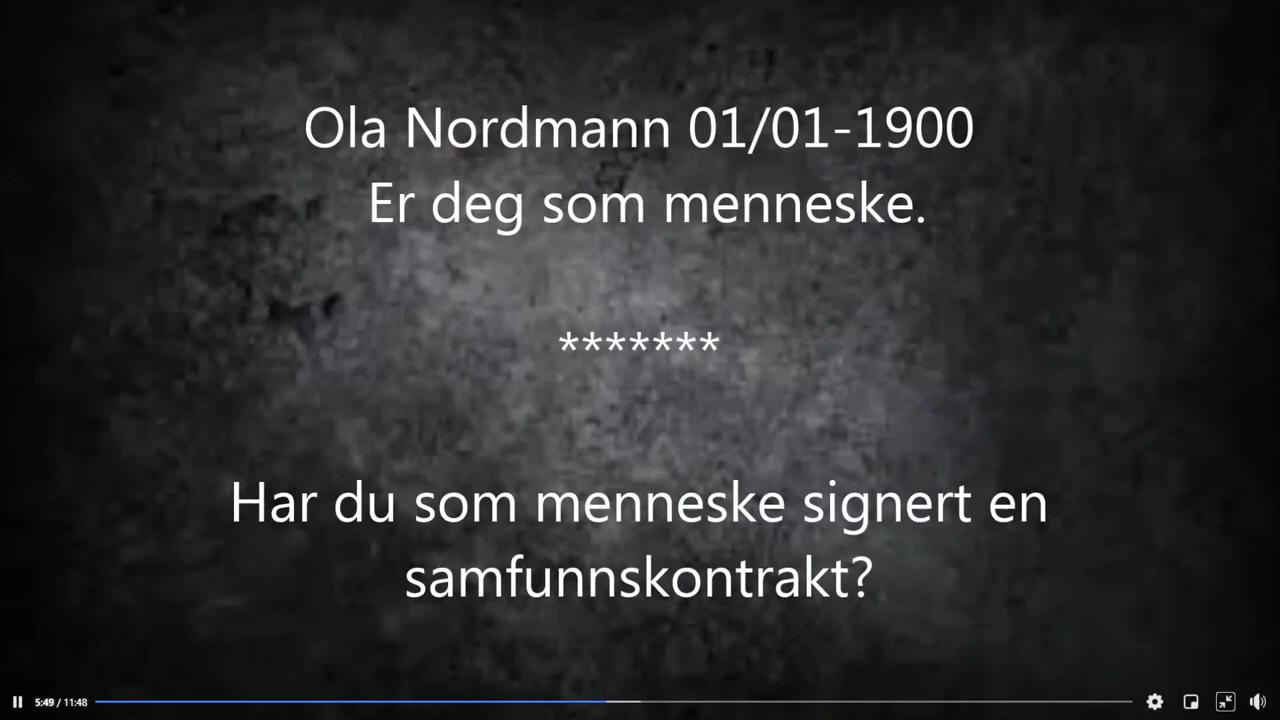 Ola Nordmann 01/01-1900
Er deg som menneske.
*******
Har du som menneske signert en
samfunnskontrakt?
5:49 / 11:48